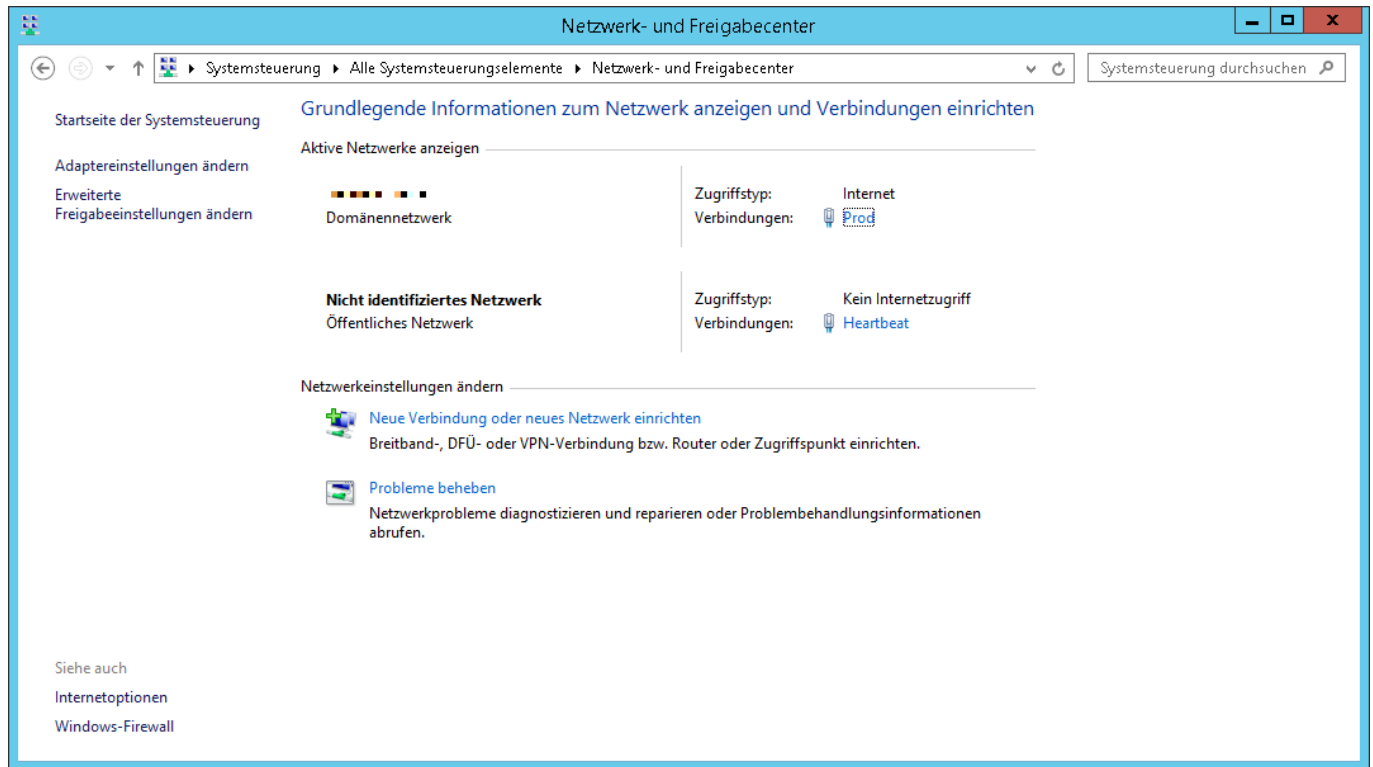 Netzwerk- und Freigabecenter
Systemsteuerung ▸ Alle Systemsteuerungselemente ▸ Netzwerk- und Freigabecenter
Systemsteuerung durchsuchen
Startseite der Systemsteuerung
Adaptereinstellungen ändern
Erweiterte
Freigabeeinstellungen ändern
Grundlegende Informationen zum Netzwerk anzeigen und Verbindungen einrichten
Aktive Netzwerke anzeigen
Domänennetzwerk
Zugriffstyp: Internet
Verbindungen: Prod
Nicht identifiziertes Netzwerk
Öffentliches Netzwerk
Zugriffstyp: Kein Internetzugriff
Verbindungen: Heartbeat
Netzwerkeinstellungen ändern
Neue Verbindung oder neues Netzwerk einrichten
Breitband-, DFÜ- oder VPN-Verbindung bzw. Router oder Zugriffspunkt einrichten.
Probleme beheben
Netzwerkprobleme diagnostizieren und reparieren oder Problembehandlungsinformationen
abrufen.
Siehe auch
Internetoptionen
Windows-Firewall